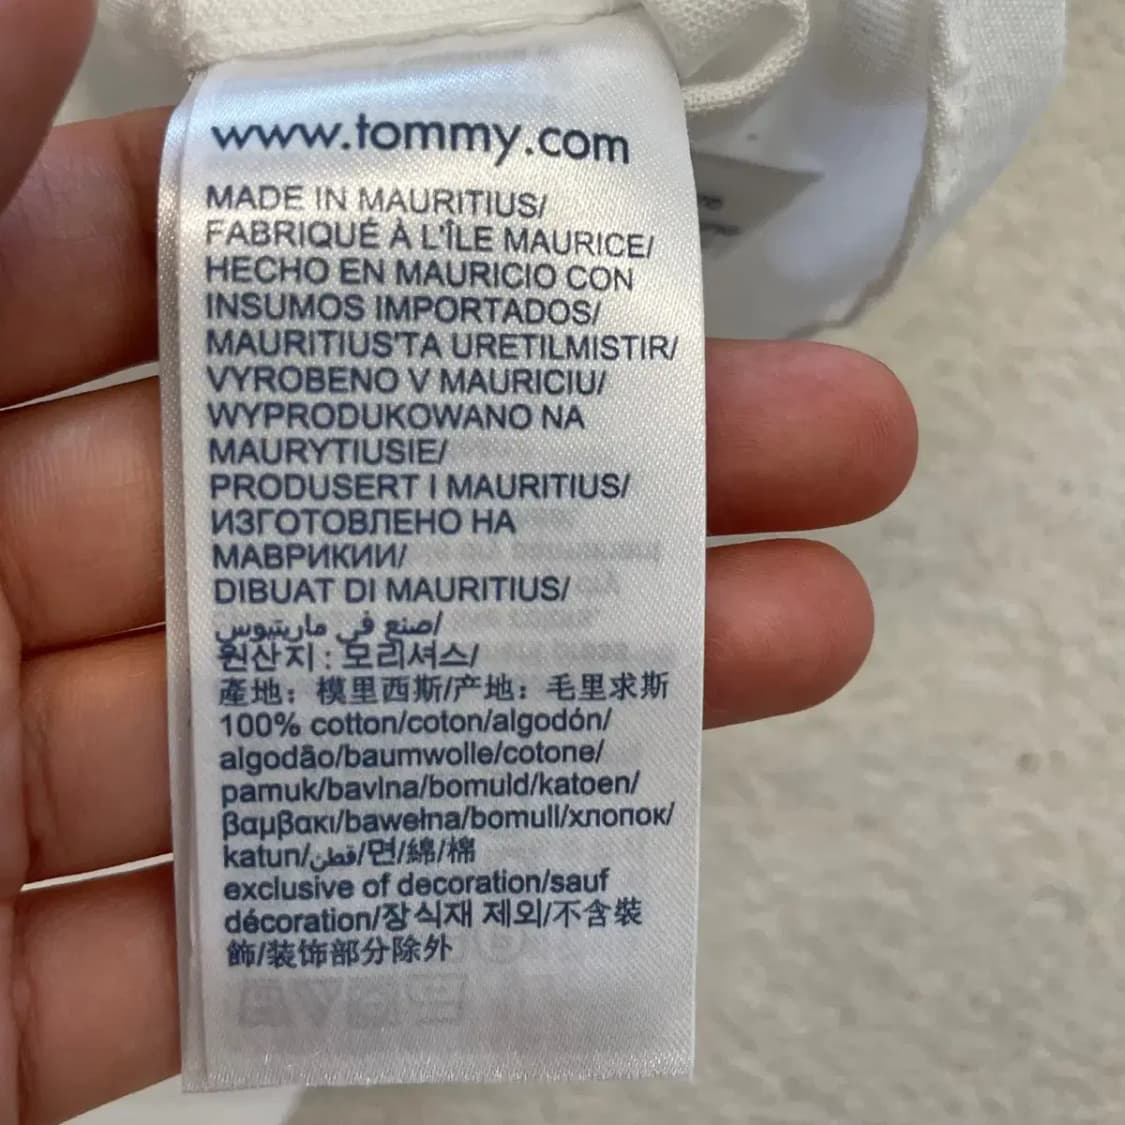 www.tommy.com
MADE IN MAURITIUS/
FABRIQUÉ À L'ÎLE MAURICE/
HECHO EN MAURICIO CON
INSUMOS IMPORTADOS/
MAURITIUS'TA URETILMISTIR/
VYROBENO V MAURICIU/
WYPRODUKOWANO NA
MAURYTIUSIE/
PRODUSERT I MAURITIUS/
ИЗГОТОВЛЕНО НА
МАВРИКИИ/
DIBUAT DI MAURITIUS/
صنع في ماريتيوس/
원산지 : 모리셔스/
產地：模里西斯/产地：毛里求斯
100% cotton/coton/algodón/
algodão/baumwolle/cotone/
pamuk/bavlna/bomuld/katoen/
βαμβακι/bawełna/bomull/хлопок/
katun/قطن/면/綿/棉
exclusive of decoration/sauf
décoration/장식재 제외/不含裝
飾/装饰部分除外